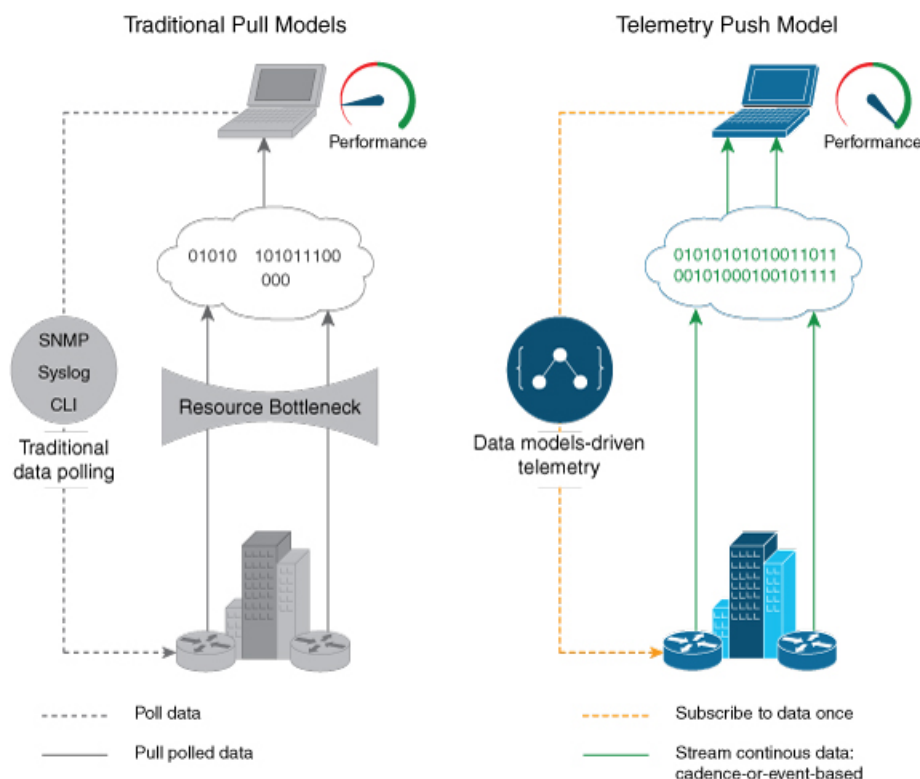 Traditional Pull Models
Performance
01010 101011100
000
SNMP
Syslog
CLI
Resource Bottleneck
Traditional
data polling
Poll data
Pull polled data
Telemetry Push Model
Performance
01010101010011011
00101000100101111
{ }
Data models-driven
telemetry
Subscribe to data once
Stream continous data:
cadence-or-event-based